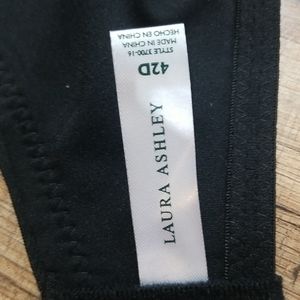 LAURA ASHLEY
42D
STYLE 3700-16
MADE IN CHINA
HECHO EN CHINA